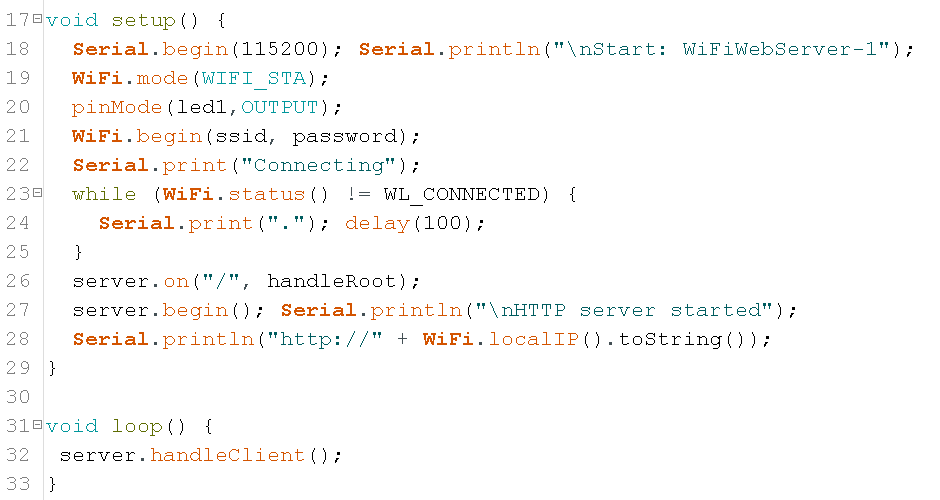 17 void setup() {
18   Serial.begin(115200); Serial.println("\nStart: WiFiWebServer-1");
19   WiFi.mode(WIFI_STA);
20   pinMode(led1,OUTPUT);
21   WiFi.begin(ssid, password);
22   Serial.print("Connecting");
23   while (WiFi.status() != WL_CONNECTED) {
24     Serial.print("."); delay(100);
25   }
26   server.on("/", handleRoot);
27   server.begin(); Serial.println("\nHTTP server started");
28   Serial.println("http://" + WiFi.localIP().toString());
29 }
30
31 void loop() {
32  server.handleClient();
33 }